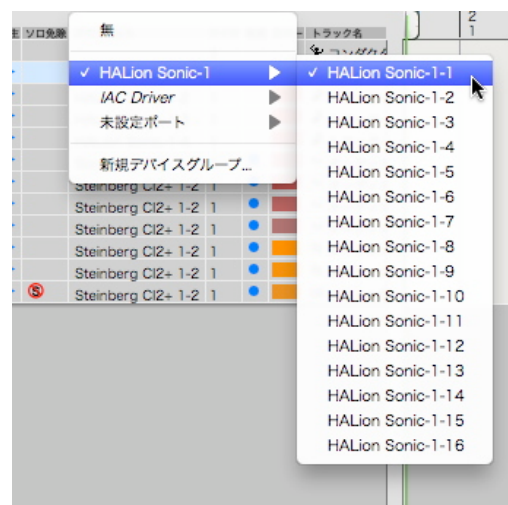 無
主 ソロ免除
トラック名
2
1
コンダクタ
✓ HALion Sonic-1
IAC Driver
未設定ポート
新規デバイスグループ...
✓ HALion Sonic-1-1
HALion Sonic-1-2
HALion Sonic-1-3
HALion Sonic-1-4
HALion Sonic-1-5
HALion Sonic-1-6
HALion Sonic-1-7
HALion Sonic-1-8
HALion Sonic-1-9
HALion Sonic-1-10
HALion Sonic-1-11
HALion Sonic-1-12
HALion Sonic-1-13
HALion Sonic-1-14
HALion Sonic-1-15
HALion Sonic-1-16
Steinberg CI2+ 1-2 1
Steinberg CI2+ 1-2 1
Steinberg CI2+ 1-2 1
Steinberg CI2+ 1-2 1
Steinberg CI2+ 1-2 1
S Steinberg CI2+ 1-2 1